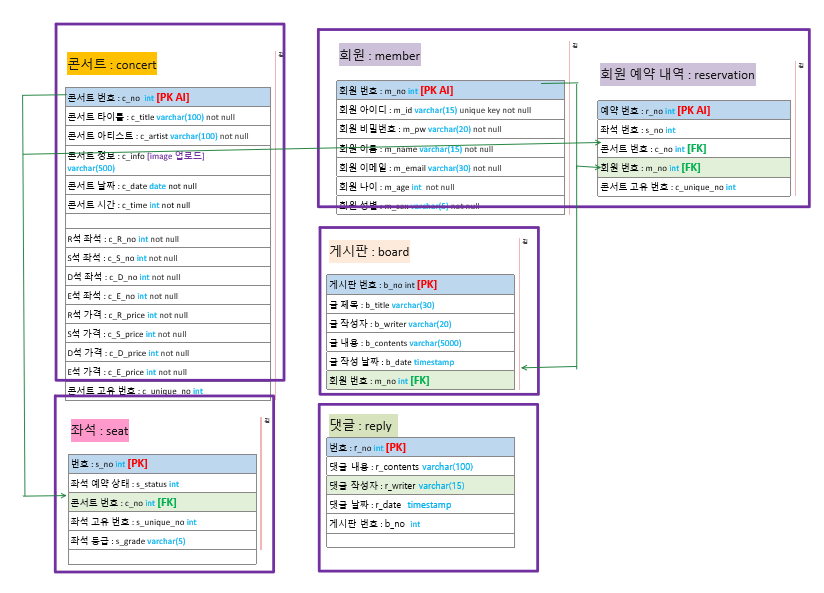 콘서트 : concert
콘서트 번호 : c_no int [PK AI]
콘서트 타이틀 : c_title varchar(100) not null
콘서트 아티스트 : c_artist varchar(100) not null
콘서트 정보 : c_info [image 업로드]
varchar(500)
콘서트 날짜 : c_date date not null
콘서트 시간 : c_time int not null
R석 좌석 : c_R_no int not null
S석 좌석 : c_S_no int not null
D석 좌석 : c_D_no int not null
E석 좌석 : c_E_no int not null
R석 가격 : c_R_price int not null
S석 가격 : c_S_price int not null
D석 가격 : c_D_price int not null
E석 가격 : c_E_price int not null
콘서트 고유 번호 : c_unique_no int
좌석 : seat
번호 : s_no int [PK]
좌석 예약 상태 : s_status int
콘서트 번호 : c_no int [FK]
좌석 고유 번호 : s_unique_no int
좌석 등급 : s_grade varchar(5)
회원 : member
회원 번호 : m_no int [PK AI]
회원 아이디 : m_id varchar(15) unique key not null
회원 비밀번호 : m_pw varchar(20) not null
회원 이름 : m_name varchar(15) not null
회원 이메일 : m_email varchar(30) not null
회원 나이 : m_age int not null
회원 성별 : m_sex varchar(5) not null
회원 예약 내역 : reservation
예약 번호 : r_no int [PK AI]
좌석 번호 : s_no int
콘서트 번호 : c_no int [FK]
회원 번호 : m_no int [FK]
콘서트 고유 번호 : c_unique_no int
게시판 : board
게시판 번호 : b_no int [PK]
글 제목 : b_title varchar(30)
글 작성자 : b_writer varchar(20)
글 내용 : b_contents varchar(5000)
글 작성 날짜 : b_date timestamp
회원 번호 : m_no int [FK]
댓글 : reply
번호 : r_no int [PK]
댓글 내용 : r_contents varchar(100)
댓글 작성자 : r_writer varchar(15)
댓글 날짜 : r_date timestamp
게시판 번호 : b_no int